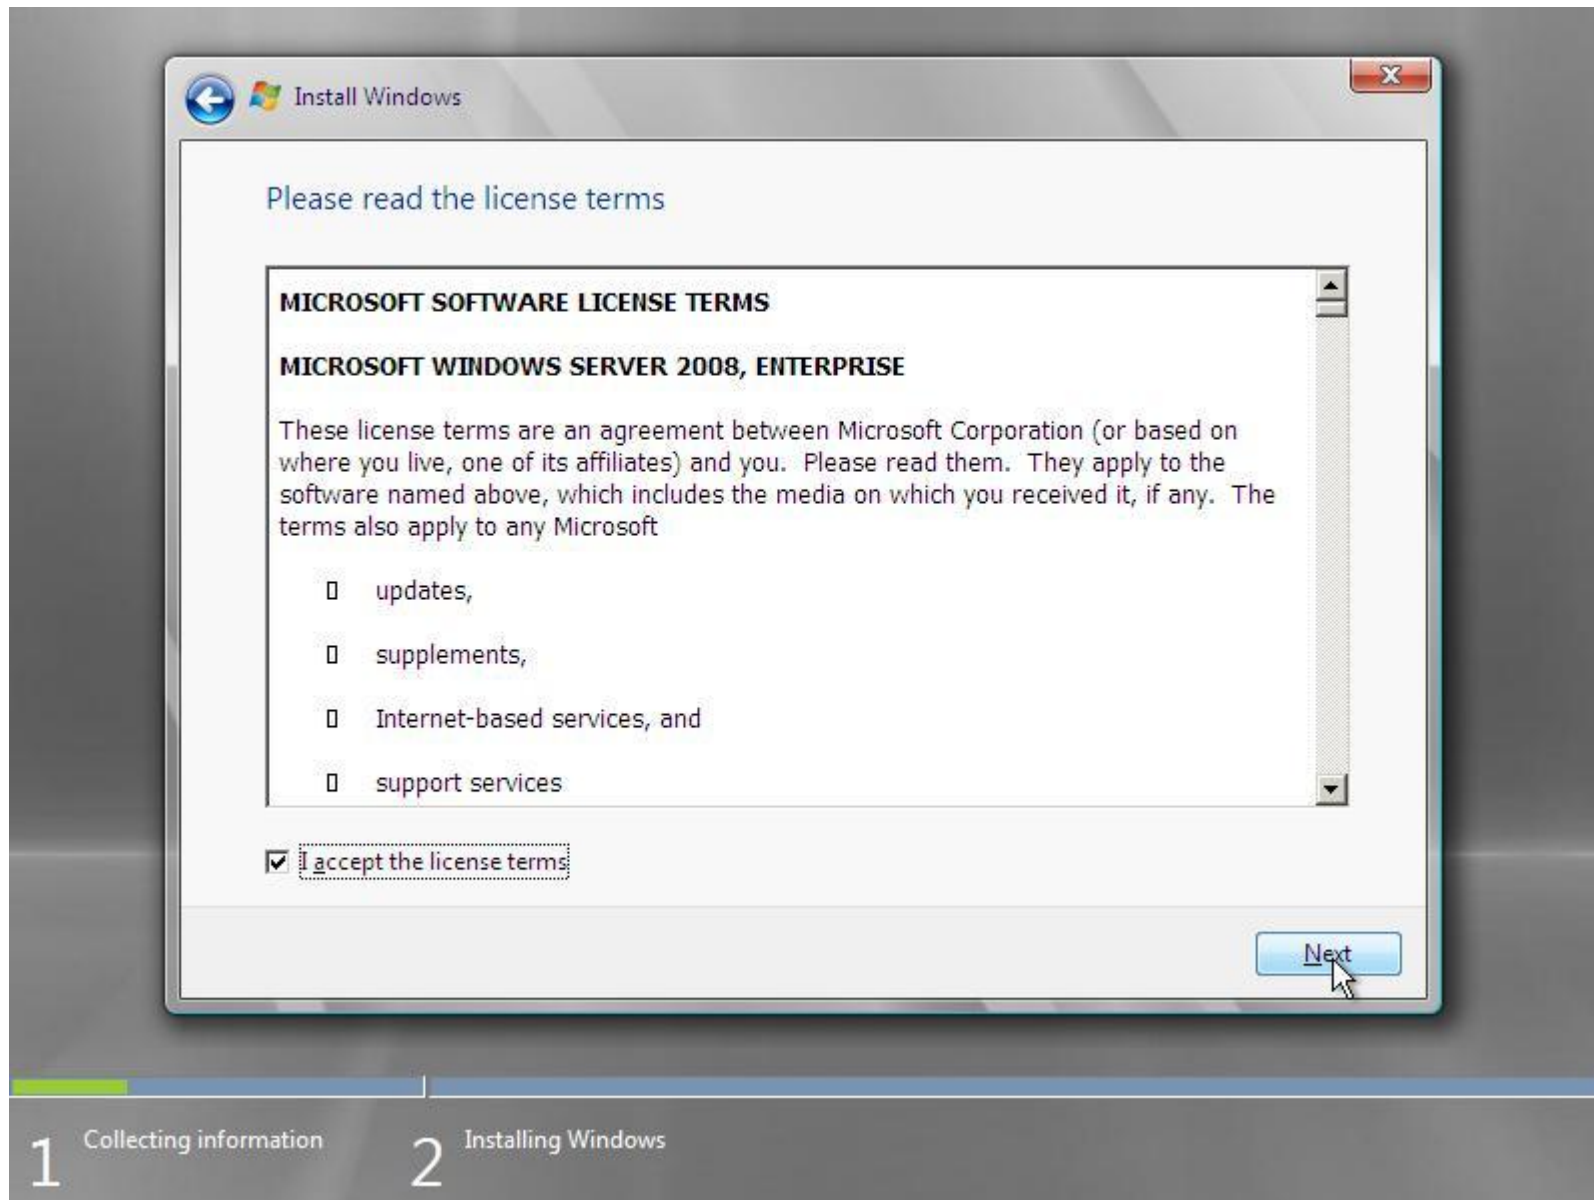 Install Windows
Please read the license terms
MICROSOFT SOFTWARE LICENSE TERMS
MICROSOFT WINDOWS SERVER 2008, ENTERPRISE
These license terms are an agreement between Microsoft Corporation (or based on
where you live, one of its affiliates) and you.  Please read them.  They apply to the
software named above, which includes the media on which you received it, if any.  The
terms also apply to any Microsoft
▯ updates,
▯ supplements,
▯ Internet-based services, and
▯ support services
I accept the license terms
Next
1 Collecting information
2 Installing Windows